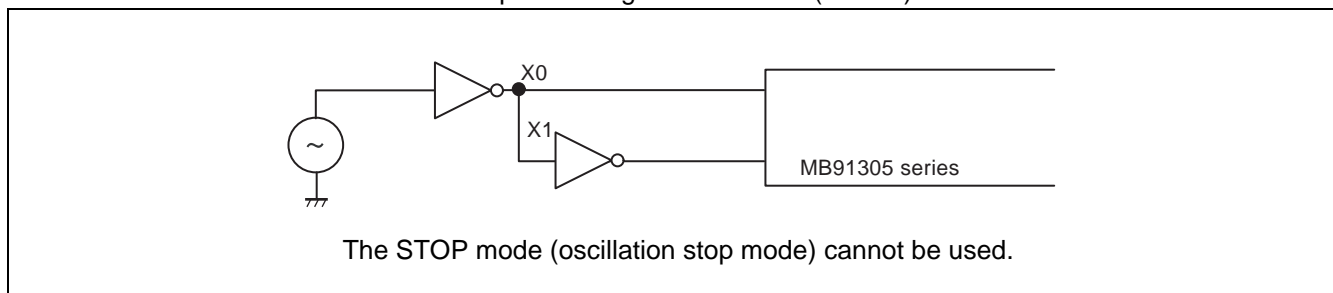 X0
X1
~
MB91305 series
The STOP mode (oscillation stop mode) cannot be used.